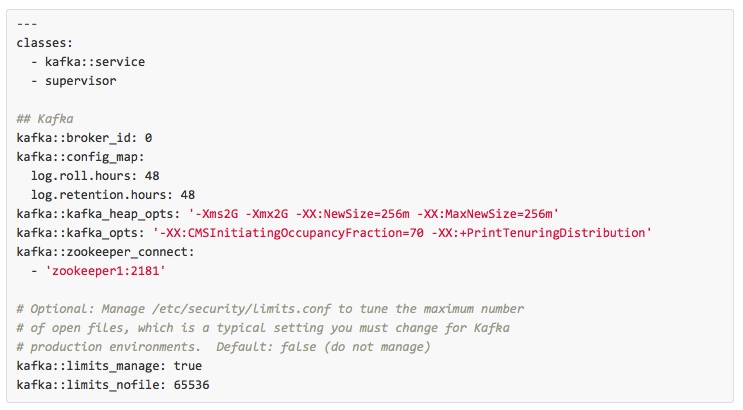 ---
classes:
  - kafka::service
  - supervisor

## Kafka
kafka::broker_id: 0
kafka::config_map:
  log.roll.hours: 48
  log.retention.hours: 48
kafka::kafka_heap_opts: '-Xms2G -Xmx2G -XX:NewSize=256m -XX:MaxNewSize=256m'
kafka::kafka_opts: '-XX:CMSInitiatingOccupancyFraction=70 -XX:+PrintTenuringDistribution'
kafka::zookeeper_connect:
  - 'zookeeper1:2181'

# Optional: Manage /etc/security/limits.conf to tune the maximum number
# of open files, which is a typical setting you must change for Kafka
# production environments.  Default: false (do not manage)
kafka::limits_manage: true
kafka::limits_nofile: 65536